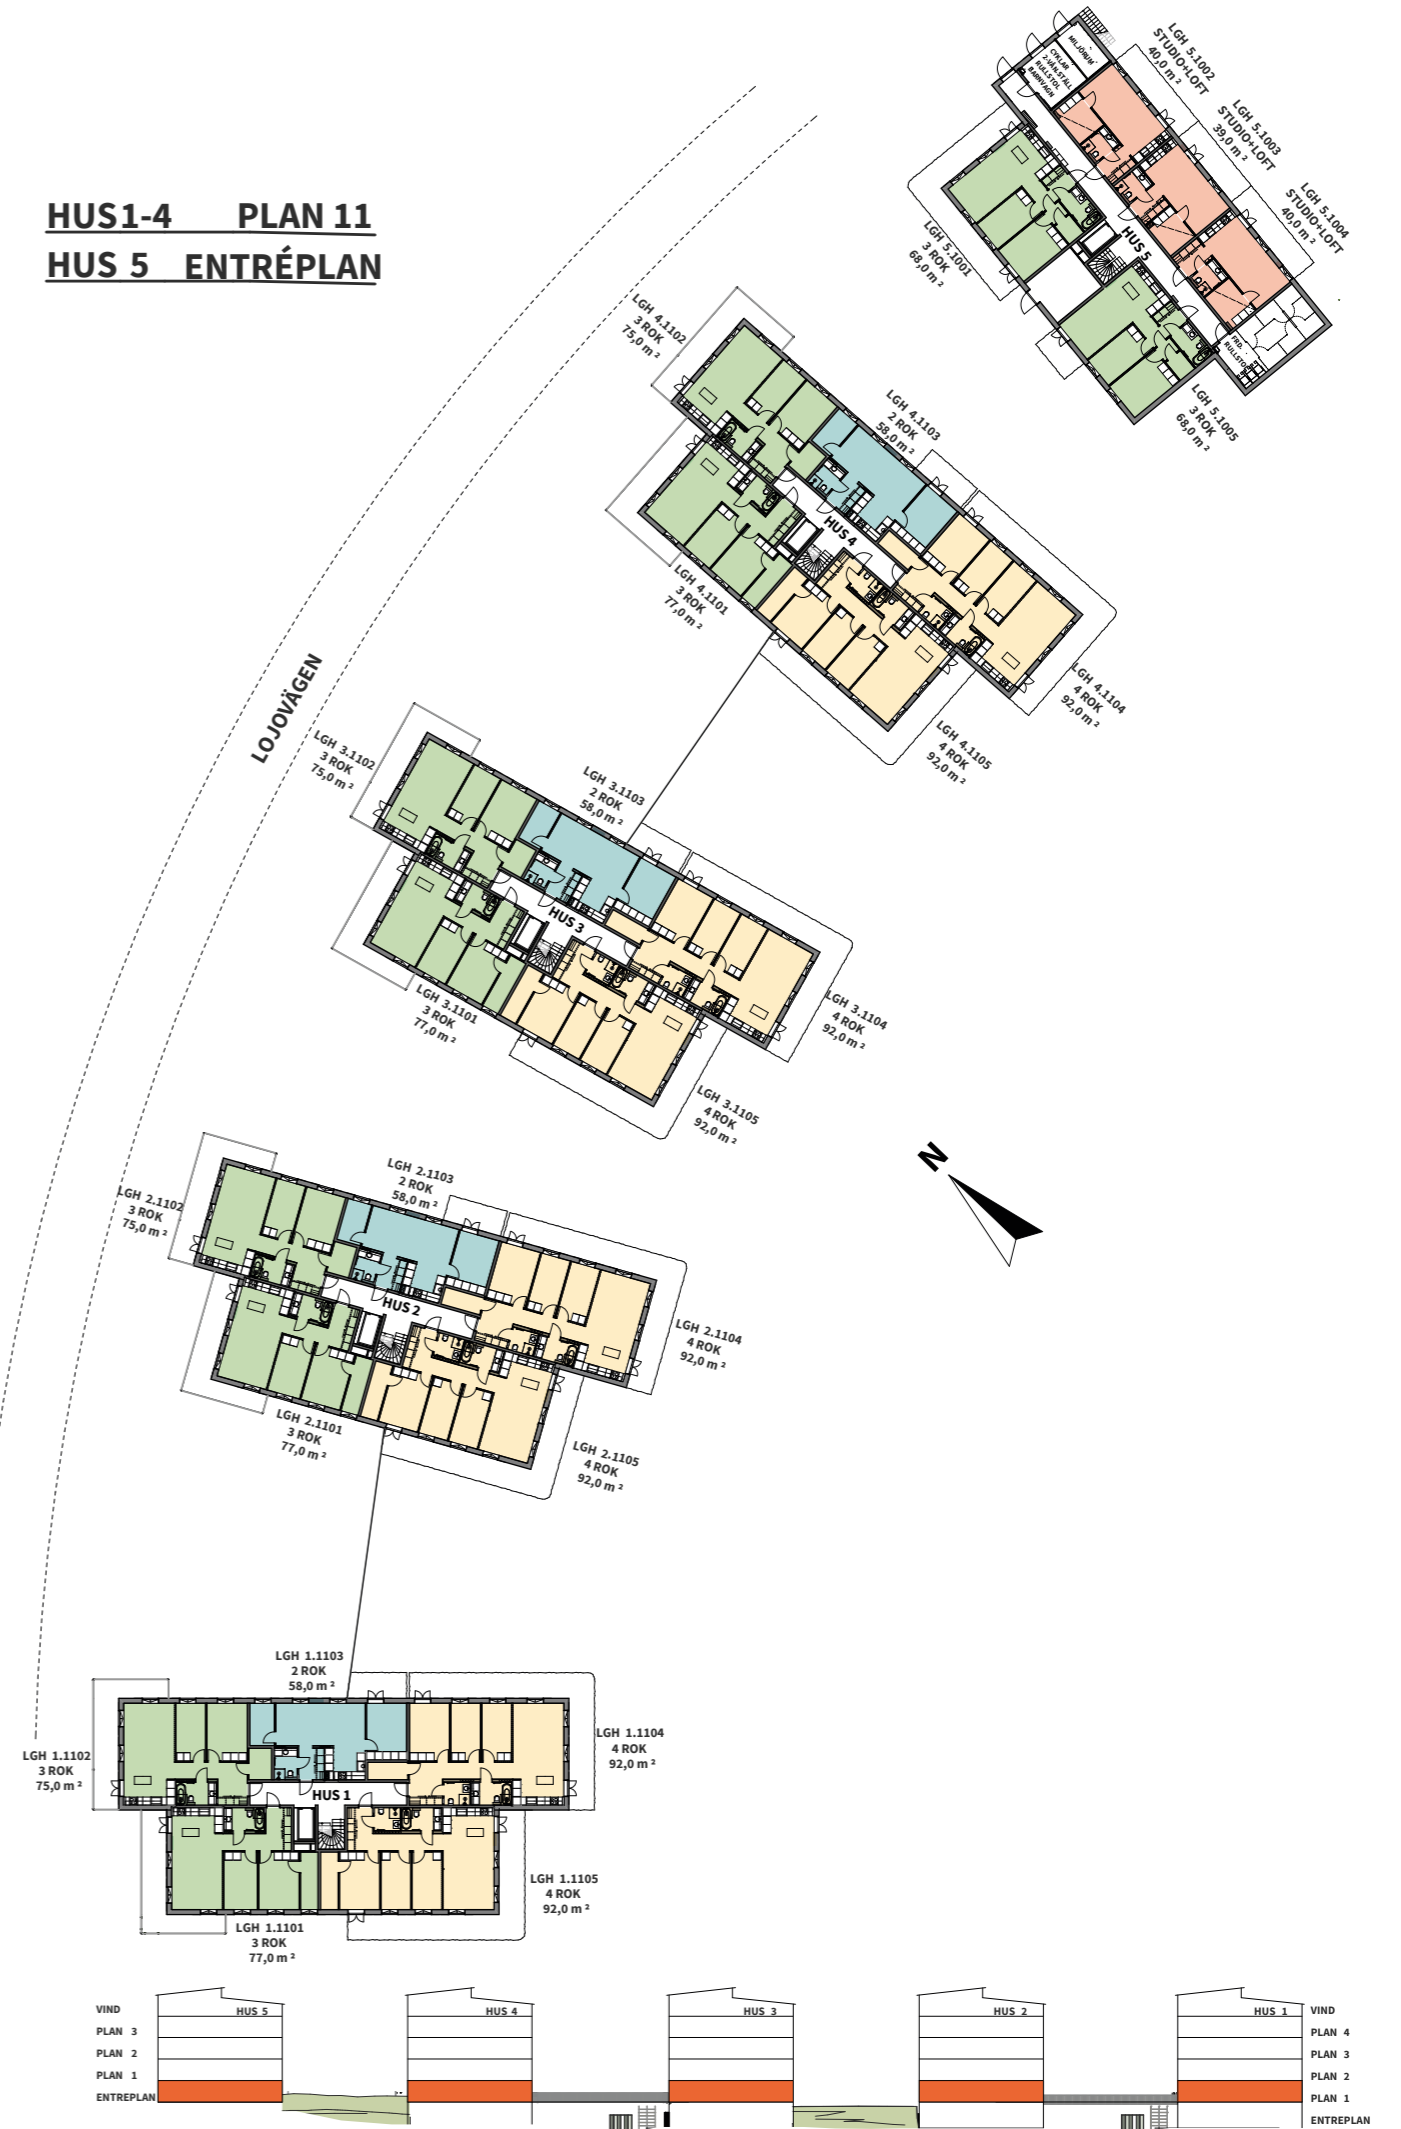 HUS1-4 PLAN 11
HUS 5 ENTRÉPLAN
LOJOVÄGEN
MILJÖRUM
CYKLAR
2-VÅN.STÄLL
RULLSTOL
BARNVAGN
LGH 5.1002
STUDIO+LOFT
40,0 m²
LGH 5.1003
STUDIO+LOFT
39,0 m²
LGH 5.1004
STUDIO+LOFT
40,0 m²
LGH 5.1001
3 ROK
68,0 m²
HUS 5
FRD.
RULLSTOL
LGH 5.1005
3 ROK
68,0 m²
LGH 4.1102
3 ROK
75,0 m²
LGH 4.1103
2 ROK
58,0 m²
HUS 4
LGH 4.1101
3 ROK
77,0 m²
LGH 4.1104
4 ROK
92,0 m²
LGH 4.1105
4 ROK
92,0 m²
LGH 3.1102
3 ROK
75,0 m²
LGH 3.1103
2 ROK
58,0 m²
HUS 3
LGH 3.1101
3 ROK
77,0 m²
LGH 3.1104
4 ROK
92,0 m²
LGH 3.1105
4 ROK
92,0 m²
N
LGH 2.1102
3 ROK
75,0 m²
LGH 2.1103
2 ROK
58,0 m²
HUS 2
LGH 2.1104
4 ROK
92,0 m²
LGH 2.1101
3 ROK
77,0 m²
LGH 2.1105
4 ROK
92,0 m²
LGH 1.1103
2 ROK
58,0 m²
LGH 1.1102
3 ROK
75,0 m²
LGH 1.1104
4 ROK
92,0 m²
HUS 1
LGH 1.1105
4 ROK
92,0 m²
LGH 1.1101
3 ROK
77,0 m²
VIND HUS 5 HUS 4 HUS 3 HUS 2 HUS 1 VIND
PLAN 3 PLAN 4
PLAN 2 PLAN 3
PLAN 1 PLAN 2
ENTREPLAN PLAN 1
ENTREPLAN